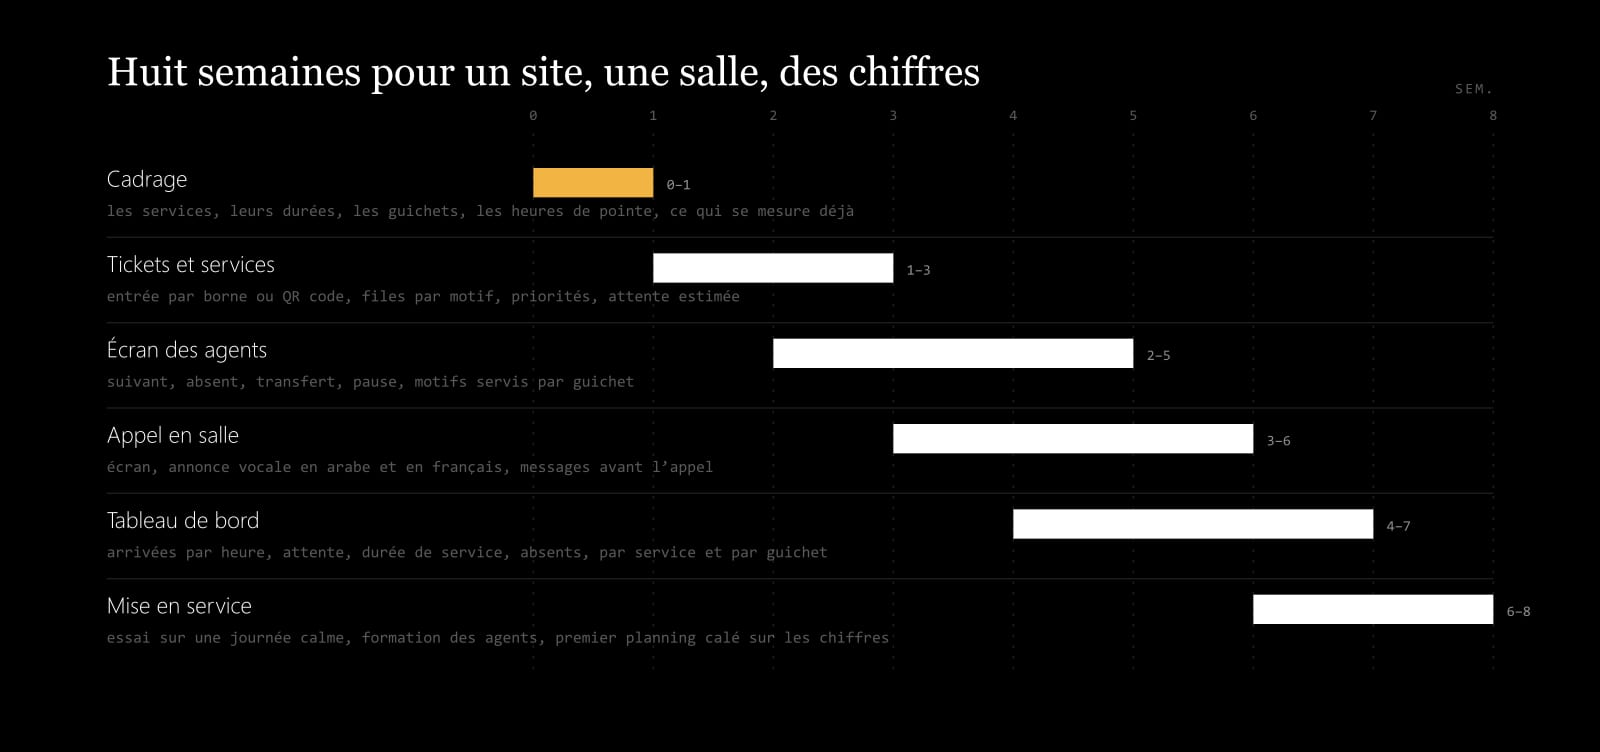 Huit semaines pour un site, une salle, des chiffres
SEM.
0 1 2 3 4 5 6 7 8
Cadrage
0–1
les services, leurs durées, les guichets, les heures de pointe, ce qui se mesure déjà
Tickets et services
1–3
entrée par borne ou QR code, files par motif, priorités, attente estimée
Écran des agents
2–5
suivant, absent, transfert, pause, motifs servis par guichet
Appel en salle
3–6
écran, annonce vocale en arabe et en français, messages avant l’appel
Tableau de bord
4–7
arrivées par heure, attente, durée de service, absents, par service et par guichet
Mise en service
6–8
essai sur une journée calme, formation des agents, premier planning calé sur les chiffres